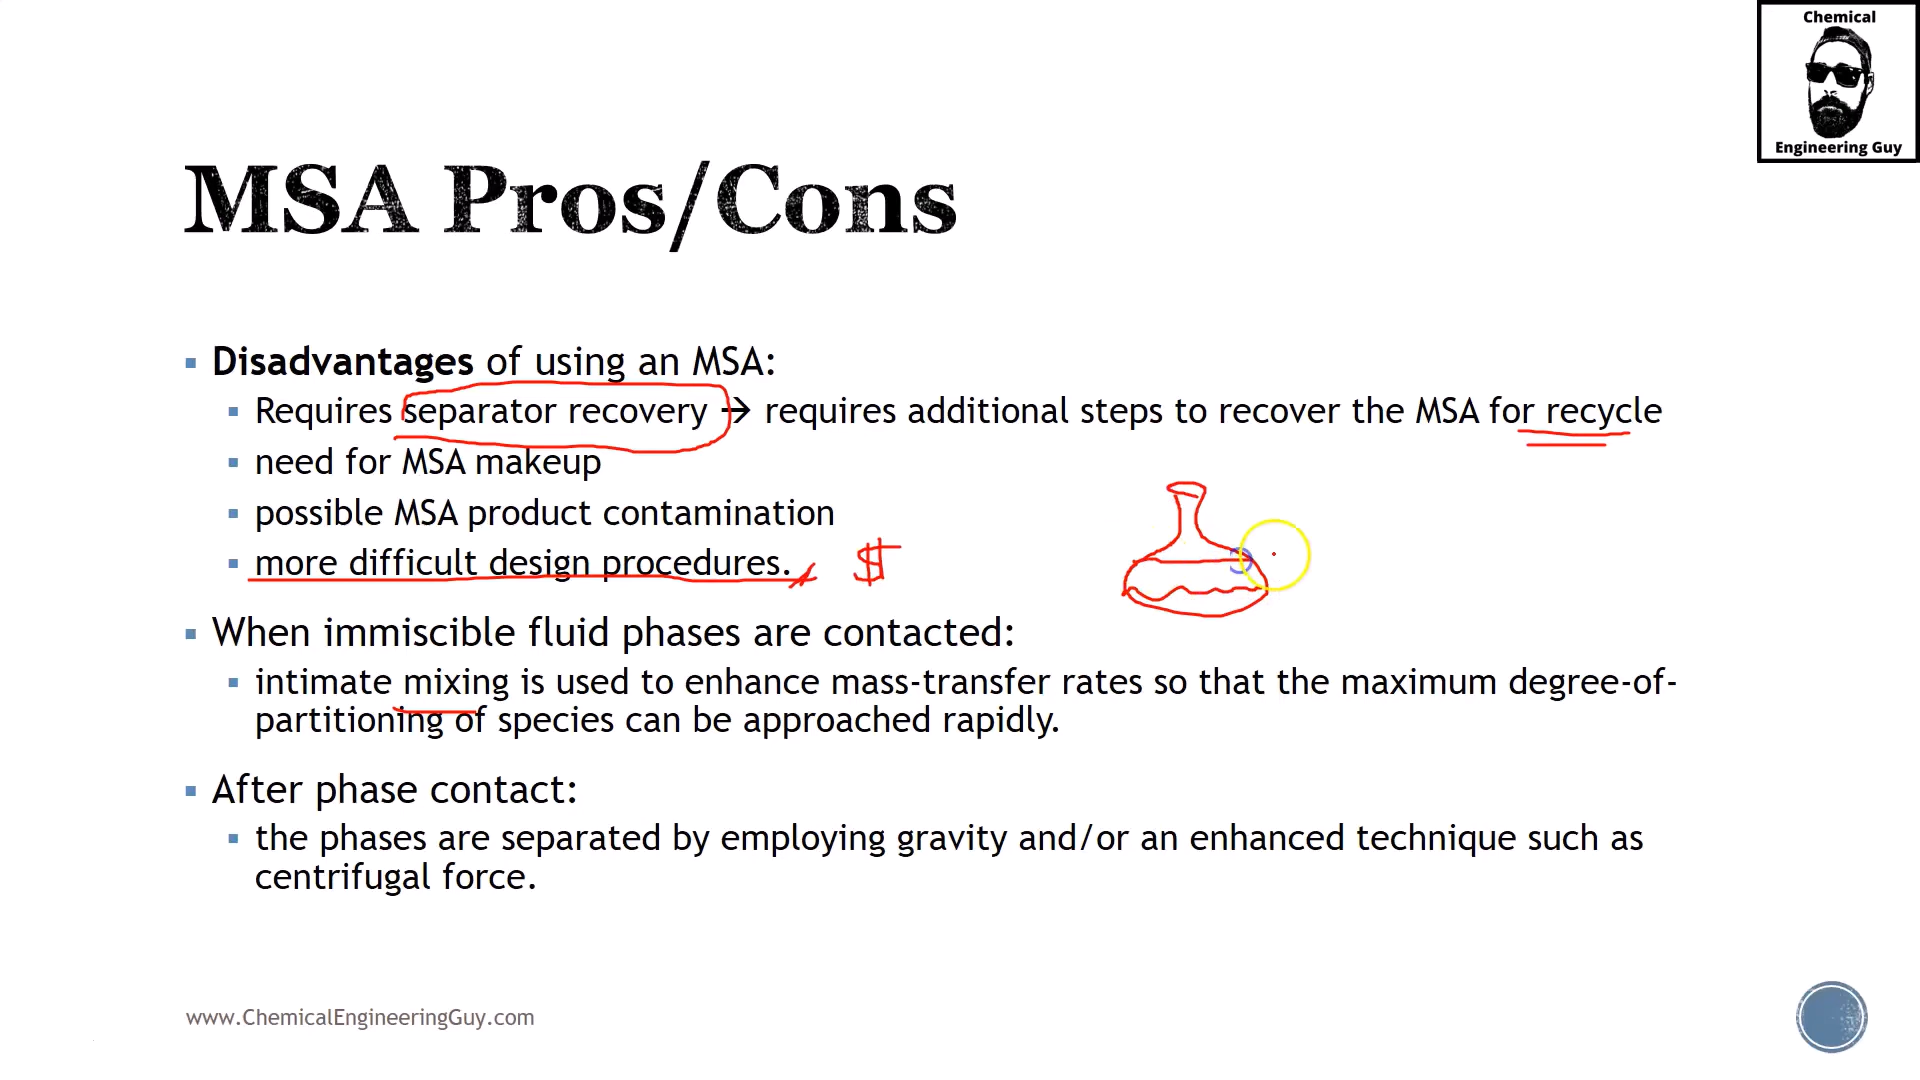 Chemical
Engineering Guy
MSA Pros/Cons
Disadvantages of using an MSA:
Requires separator recovery → requires additional steps to recover the MSA for recycle
need for MSA makeup
possible MSA product contamination
more difficult design procedures.
$
When immiscible fluid phases are contacted:
intimate mixing is used to enhance mass-transfer rates so that the maximum degree-of-
partitioning of species can be approached rapidly.
After phase contact:
the phases are separated by employing gravity and/or an enhanced technique such as
centrifugal force.
www.ChemicalEngineeringGuy.com